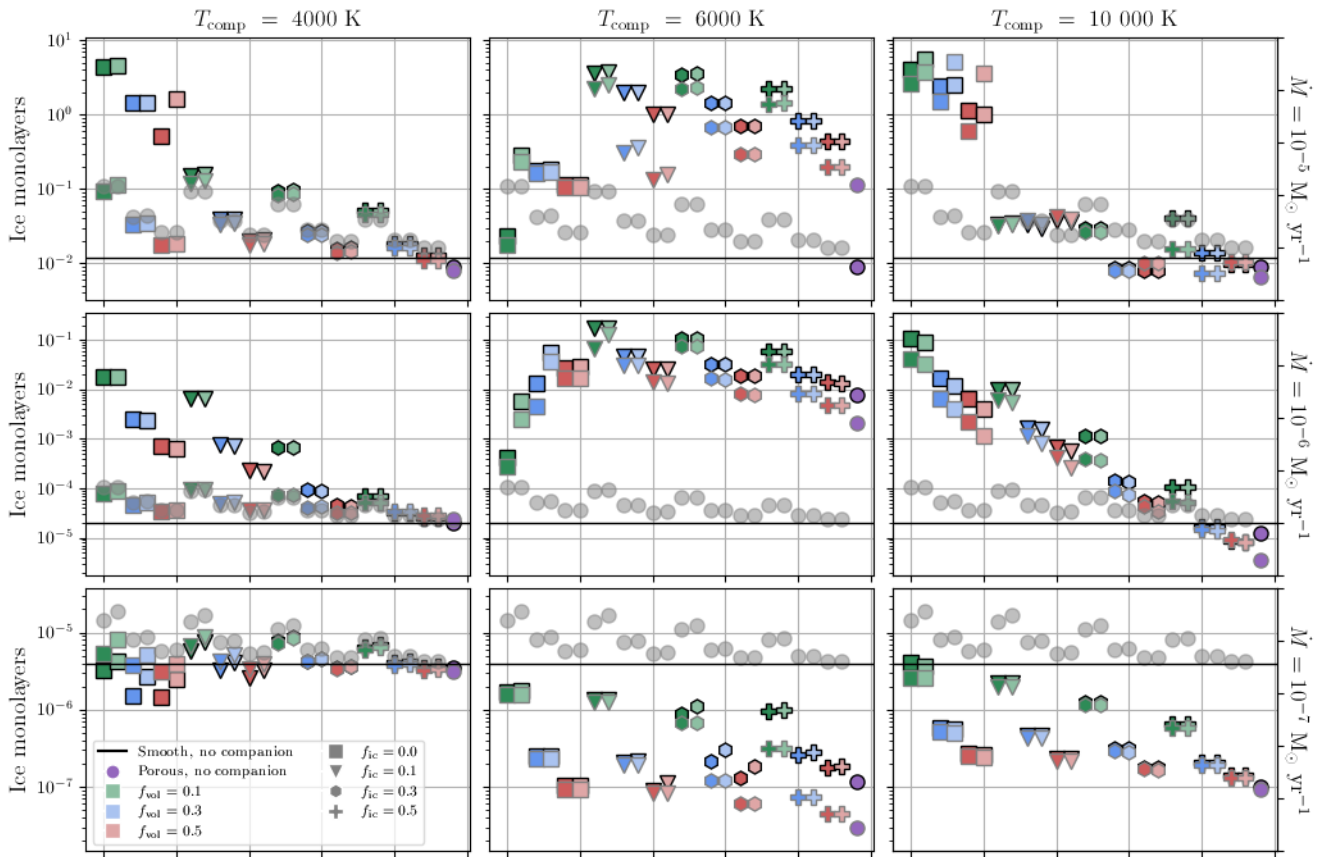 T_comp = 4000 K
T_comp = 6000 K
T_comp = 10 000 K
Ice monolayers
10^1
10^0
10^-1
10^-2
Ṁ = 10^-5 M_⊙ yr^-1
Ice monolayers
10^-1
10^-2
10^-3
10^-4
10^-5
Ṁ = 10^-6 M_⊙ yr^-1
Ice monolayers
10^-5
10^-6
10^-7
Ṁ = 10^-7 M_⊙ yr^-1
Smooth, no companion
Porous, no companion
f_vol = 0.1
f_vol = 0.3
f_vol = 0.5
f_ic = 0.0
f_ic = 0.1
f_ic = 0.3
f_ic = 0.5